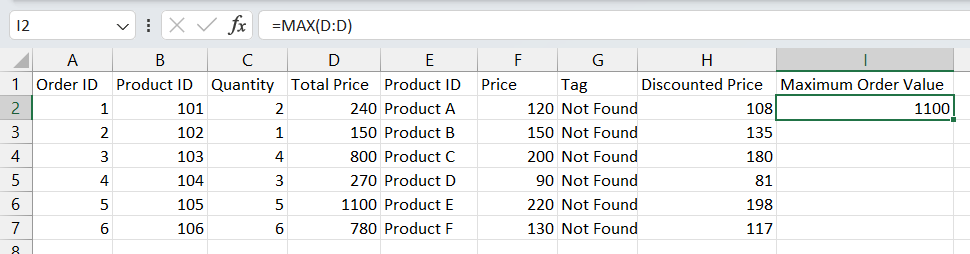 I2 fx =MAX(D:D)
A B C D E F G H I
1 Order ID Product ID Quantity Total Price Product ID Price Tag Discounted Price Maximum Order Value
2 1 101 2 240 Product A 120 Not Found 108 1100
3 2 102 1 150 Product B 150 Not Found 135
4 3 103 4 800 Product C 200 Not Found 180
5 4 104 3 270 Product D 90 Not Found 81
6 5 105 5 1100 Product E 220 Not Found 198
7 6 106 6 780 Product F 130 Not Found 117
8